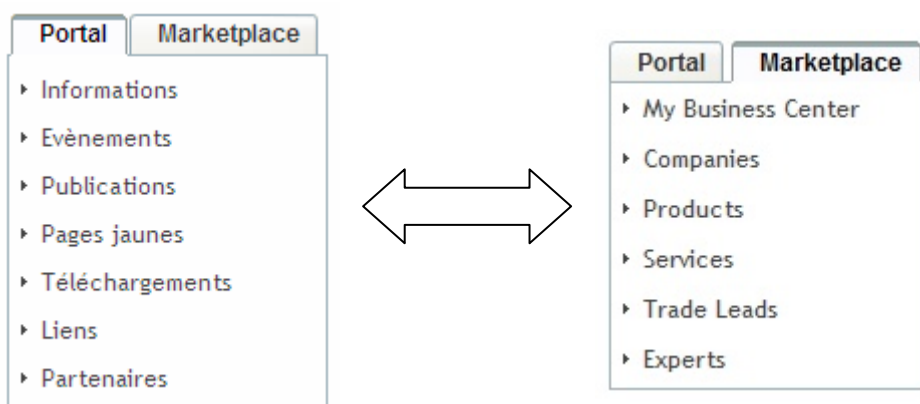 Portal Marketplace
Informations
Evènements
Publications
Pages jaunes
Téléchargements
Liens
Partenaires
Portal Marketplace
My Business Center
Companies
Products
Services
Trade Leads
Experts